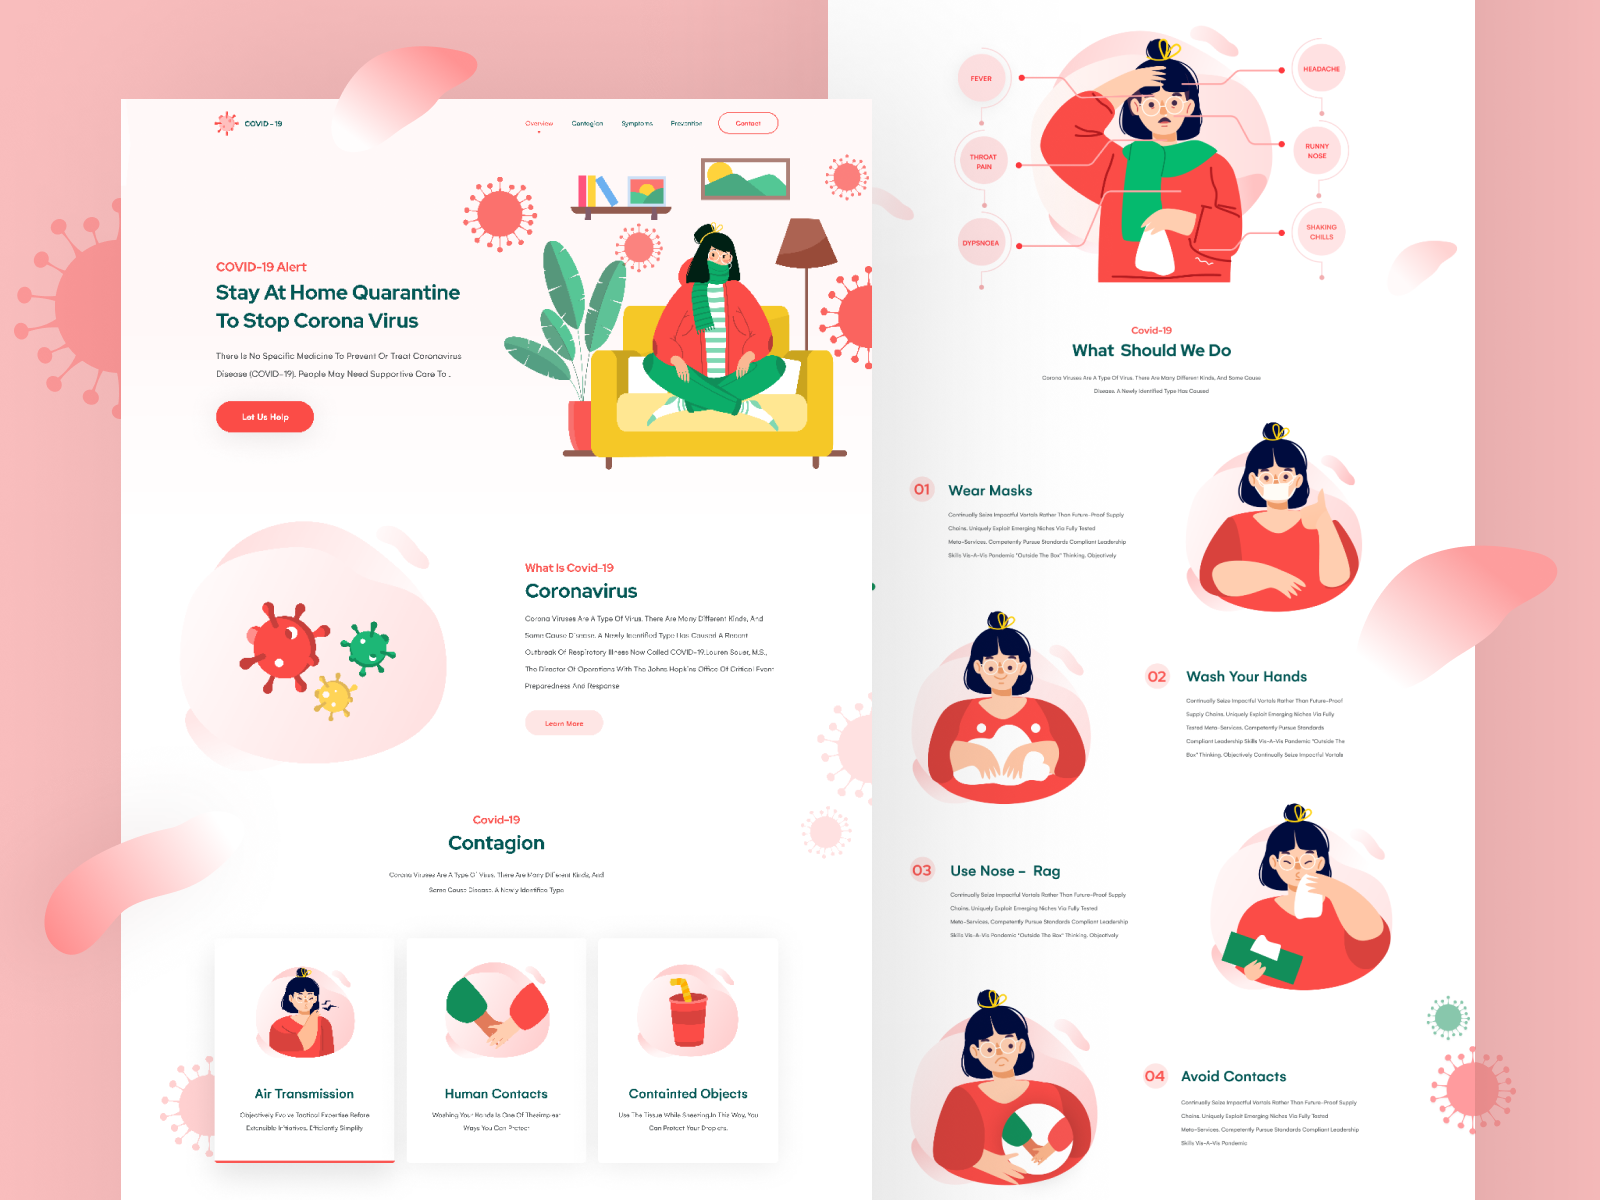 COVID - 19
Overview
Contagion
Symptoms
Prevention
Contact
COVID-19 Alert
Stay At Home Quarantine
To Stop Corona Virus
There Is No Specific Medicine To Prevent Or Treat Coronavirus
Disease (COVID-19). People May Need Supportive Care To .
Let Us Help
What Is Covid-19
Coronavirus
Corona Viruses Are A Type Of Virus. There Are Many Different Kinds, And
Some Cause Disease. A Newly Identified Type Has Caused A Recent
Outbreak Of Respiratory Illness Now Called COVID-19.Lauren Sauer, M.S.,
The Director Of Operations With The Johns Hopkins Office Of Critical Event
Preparedness And Response
Learn More
Covid-19
Contagion
Corona Viruses Are A Type Of Virus. There Are Many Different Kinds, And
Some Cause Disease. A Newly Identified Type
Air Transmission
Objectively Evolve Tactical Expertise Before
Extensible Initiatives. Efficiently Simplify
Human Contacts
Washing Your Hands Is One Of Thesimplest
Ways You Can Protect
Containted Objects
Use The Tissue While Sneezing.In This Way, You
Can Protect Your Droplets.
FEVER
HEADACHE
THROAT
PAIN
RUNNY
NOSE
DYPSNOEA
SHAKING
CHILLS
Covid-19
What Should We Do
Corona Viruses Are A Type Of Virus. There Are Many Different Kinds, And Some Cause
Disease. A Newly Identified Type Has Caused
01 Wear Masks
Continually Seize Impactful Vortals Rather Than Future-Proof Supply
Chains. Uniquely Exploit Emerging Niches Via Fully Tested
Meta-Services. Competently Pursue Standards Compliant Leadership
Skills Vis-A-Vis Pandemic "Outside The Box" Thinking. Objectively
02 Wash Your Hands
Continually Seize Impactful Vortals Rather Than Future-Proof
Supply Chains. Uniquely Exploit Emerging Niches Via Fully
Tested Meta-Services. Competently Pursue Standards
Compliant Leadership Skills Vis-A-Vis Pandemic "Outside The
Box" Thinking. Objectively Continually Seize Impactful Vortals
03 Use Nose - Rag
Continually Seize Impactful Vortals Rather Than Future-Proof Supply
Chains. Uniquely Exploit Emerging Niches Via Fully Tested
Meta-Services. Competently Pursue Standards Compliant Leadership
Skills Vis-A-Vis Pandemic "Outside The Box" Thinking. Objectively
04 Avoid Contacts
Continually Seize Impactful Vortals Rather Than Future-Proof Supply
Chains. Uniquely Exploit Emerging Niches Via Fully Tested
Meta-Services. Competently Pursue Standards Compliant Leadership
Skills Vis-A-Vis Pandemic